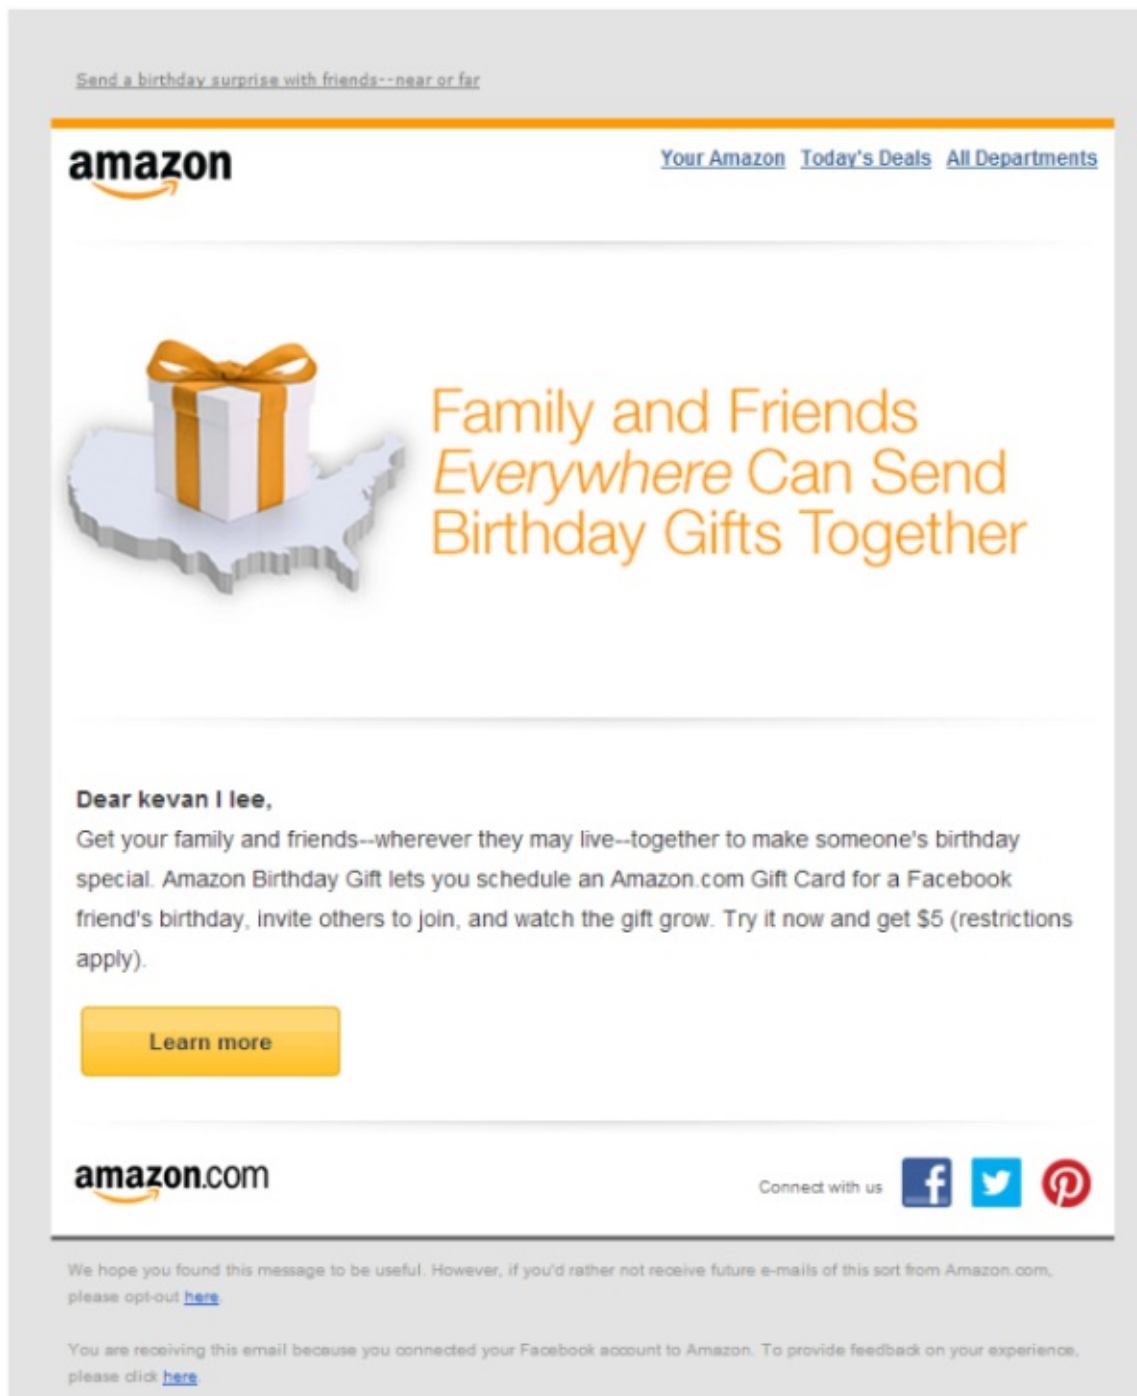 Send a birthday surprise with friends--near or far
amazon
Your Amazon Today's Deals All Departments
Family and Friends
Everywhere Can Send
Birthday Gifts Together
Dear kevan l lee,
Get your family and friends--wherever they may live--together to make someone's birthday
special. Amazon Birthday Gift lets you schedule an Amazon.com Gift Card for a Facebook
friend's birthday, invite others to join, and watch the gift grow. Try it now and get $5 (restrictions
apply).
Learn more
amazon.com
Connect with us
We hope you found this message to be useful. However, if you'd rather not receive future e-mails of this sort from Amazon.com,
please opt-out here.
You are receiving this email because you connected your Facebook account to Amazon. To provide feedback on your experience,
please click here.